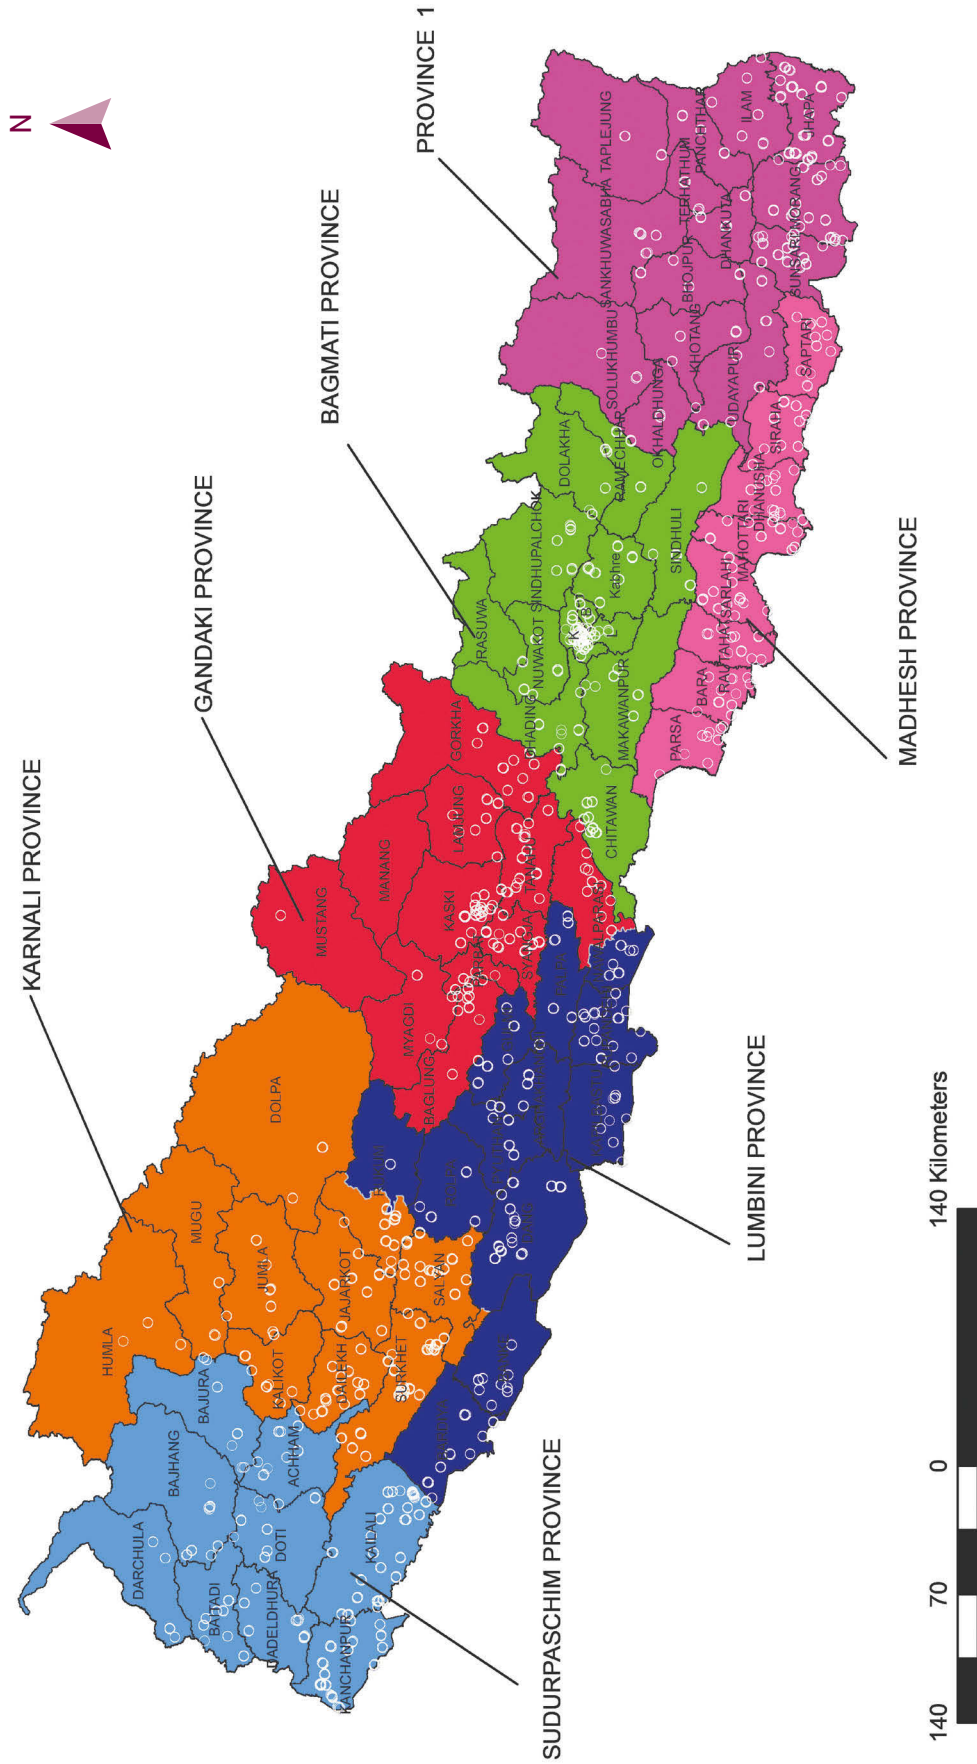 N
KARNALI PROVINCE
GANDAKI PROVINCE
BAGMATI PROVINCE
PROVINCE 1
SUDURPASCHIM PROVINCE
LUMBINI PROVINCE
MADHESH PROVINCE
HUMLA
DARCHULA
BAJHANG
BAJURA
MUGU
BAITADI
DADELDHURA
DOTI
ACHHAM
KALIKOT
JUMLA
DOLPA
KANCHANPUR
KAILALI
DAILEKH
JAJARKOT
SURKHET
SALYAN
RUKUM
MUSTANG
MANANG
MYAGDI
BAGLUNG
KASKI
LAMJUNG
GORKHA
PARBAT
SYANGJA
TANAHU
RASUWA
NUWAKOT
SINDHUPALCHOK
DOLAKHA
DHADING
K
B
L
Kabhre
RAMECHHAP
CHITAWAN
MAKAWANPUR
SINDHULI
SOLUKHUMBU
SANKHUWASABHA
TAPLEJUNG
OKHALDHUNGA
KHOTANG
BHOJPUR
TERHATHUM
PANCHTHAR
UDAYAPUR
DHANKUTA
ILAM
SUNSARI
MORANG
JHAPA
PARSA
BARA
RAUTAHAT
SARLAHI
MAHOTTARI
DHANUSHA
SIRAHA
SAPTARI
140
70
0
140 Kilometers